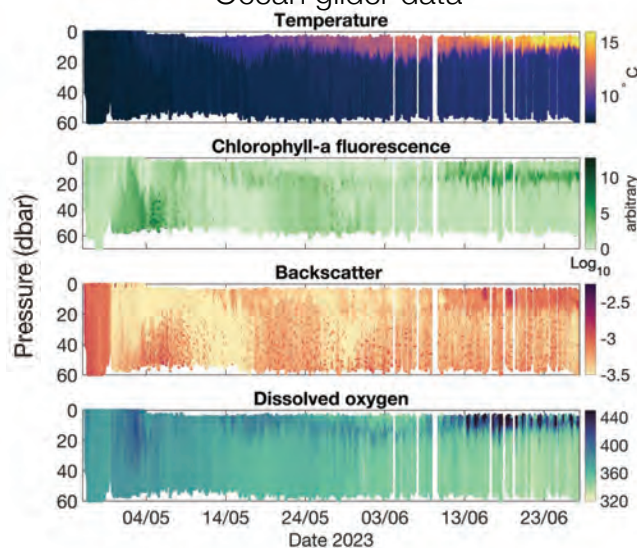 Ocean glider data
Temperature
0
20
40
60
15
10
° C
Chlorophyll-a fluorescence
0
20
40
60
10
5
0
arbitrary
Pressure (dbar)
Backscatter
Log10
0
20
40
60
-2.5
-3
-3.5
Dissolved oxygen
0
20
40
60
440
400
360
320
04/05 14/05 24/05 03/06 13/06 23/06
Date 2023